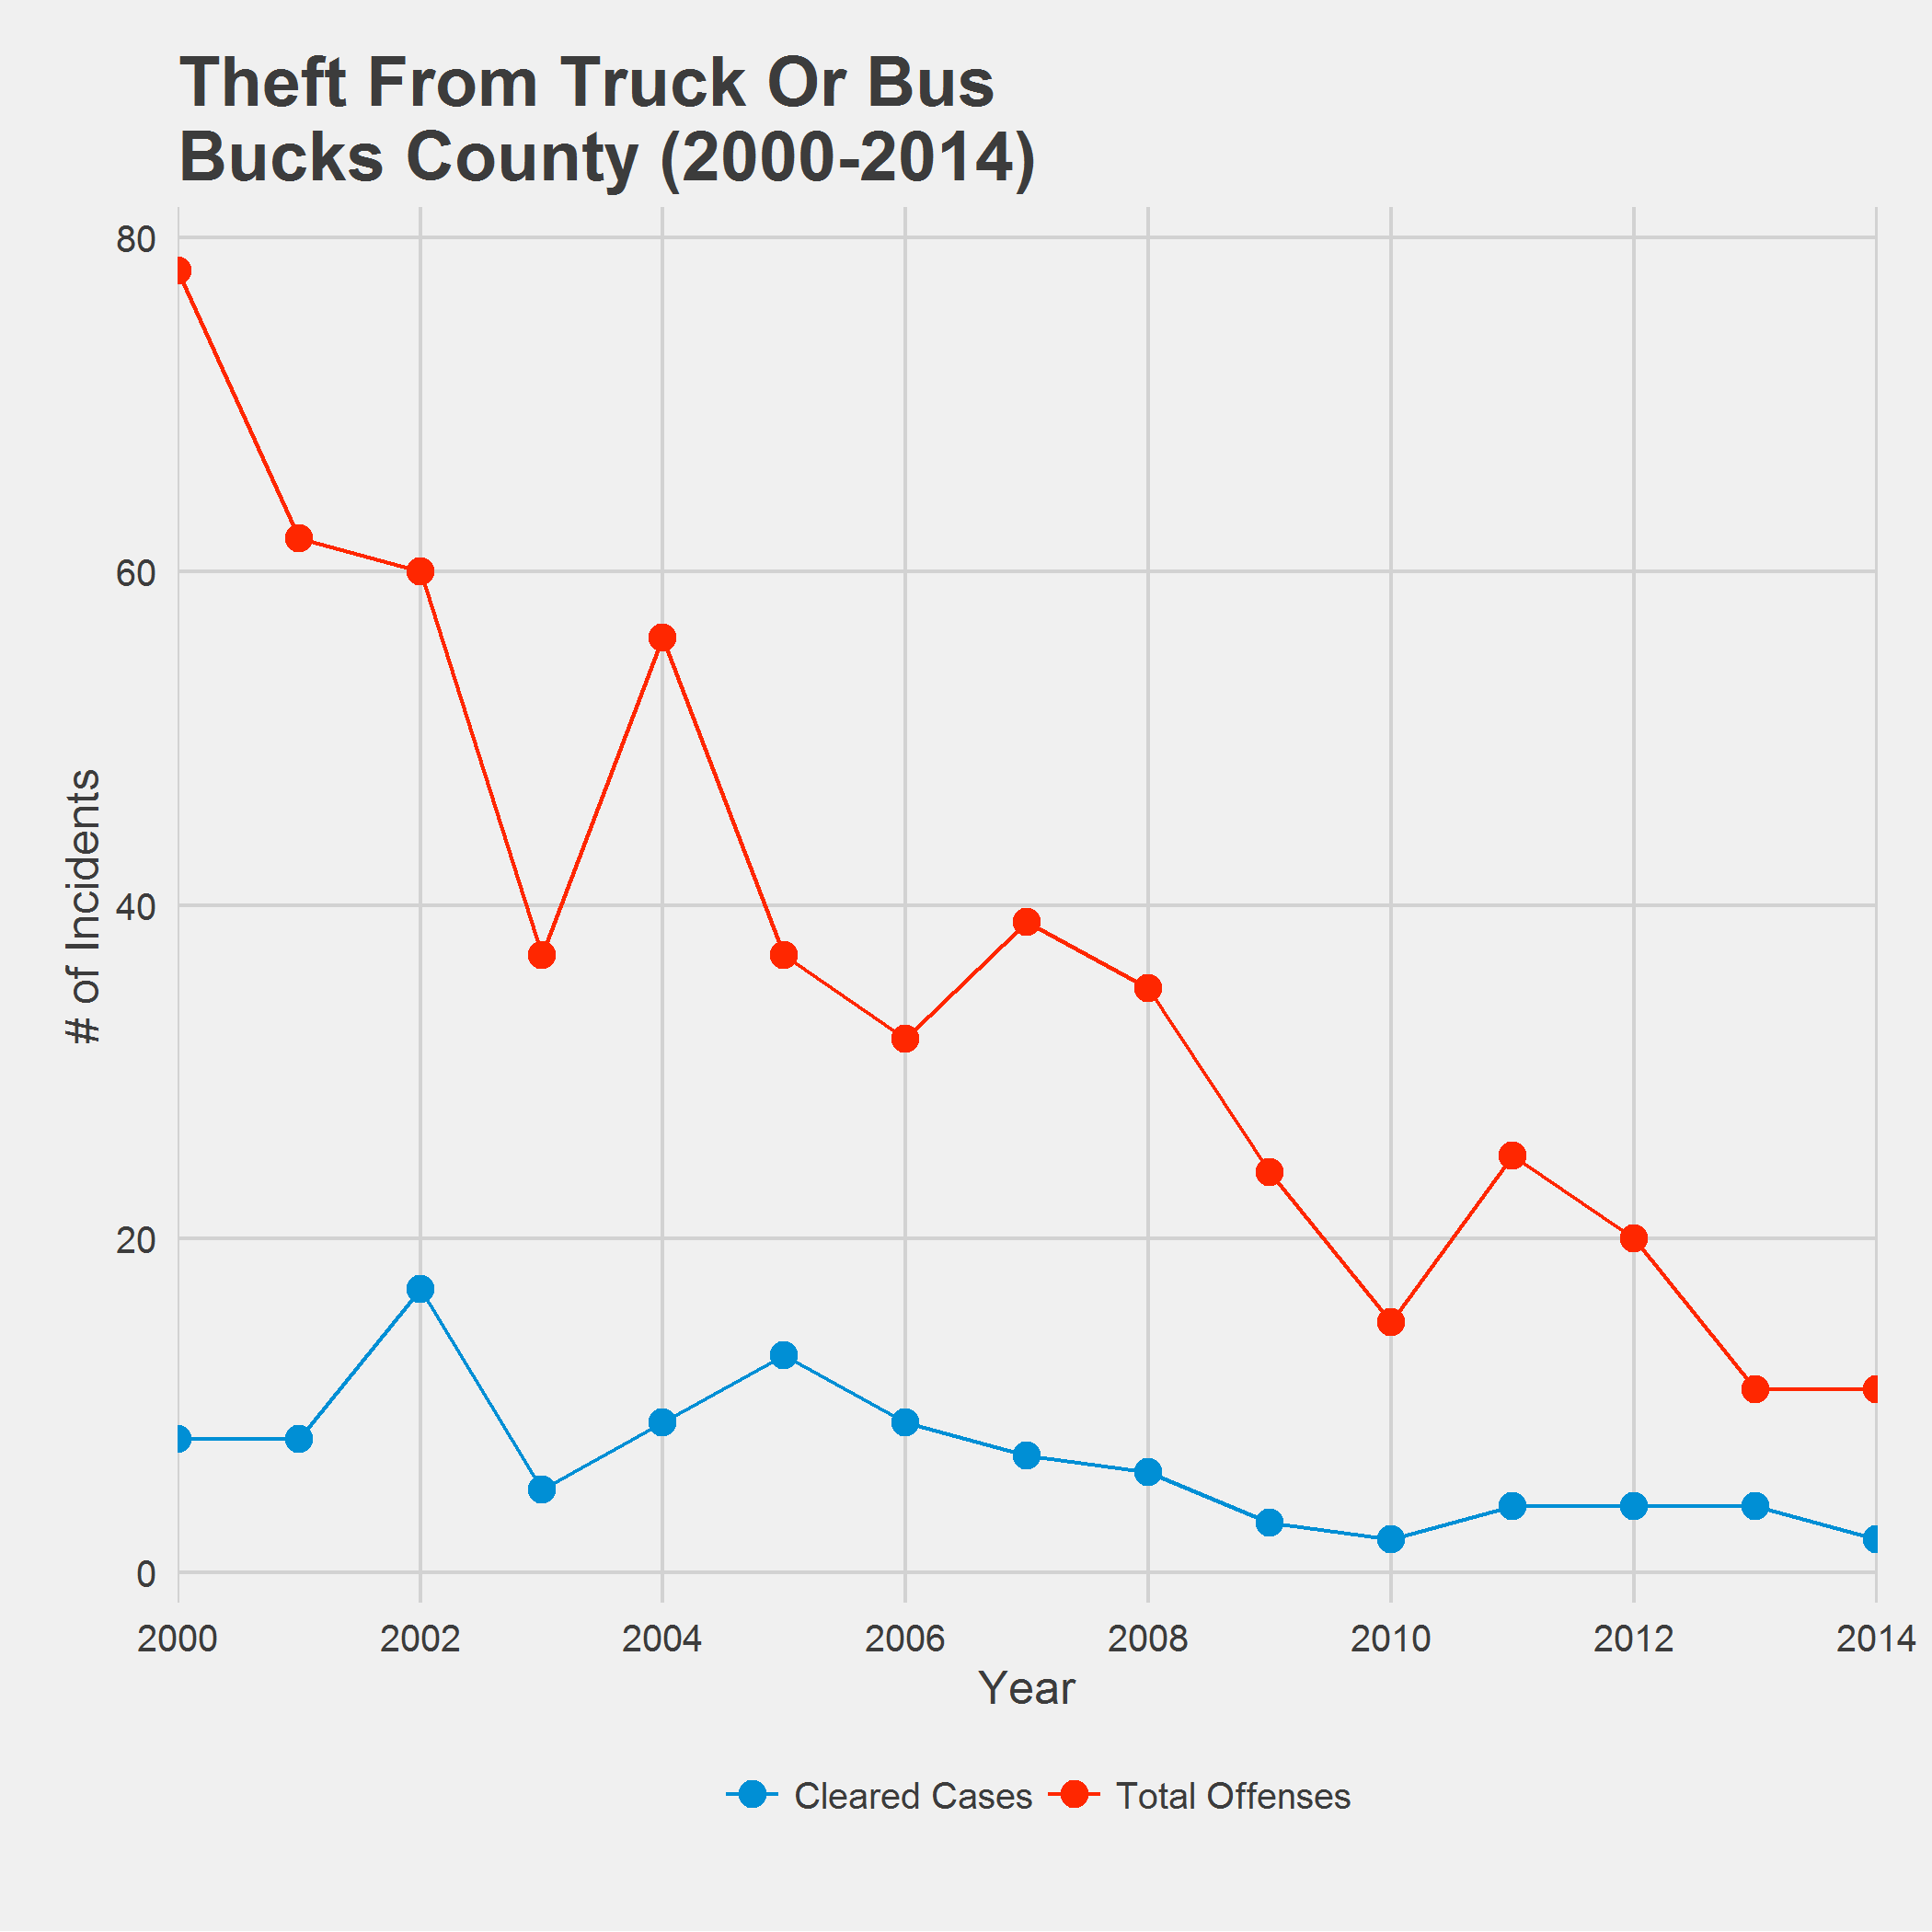 Theft From Truck Or Bus
Bucks County (2000-2014)
80
60
40
20
0
# of Incidents
2000 2002 2004 2006 2008 2010 2012 2014
Year
Cleared Cases Total Offenses